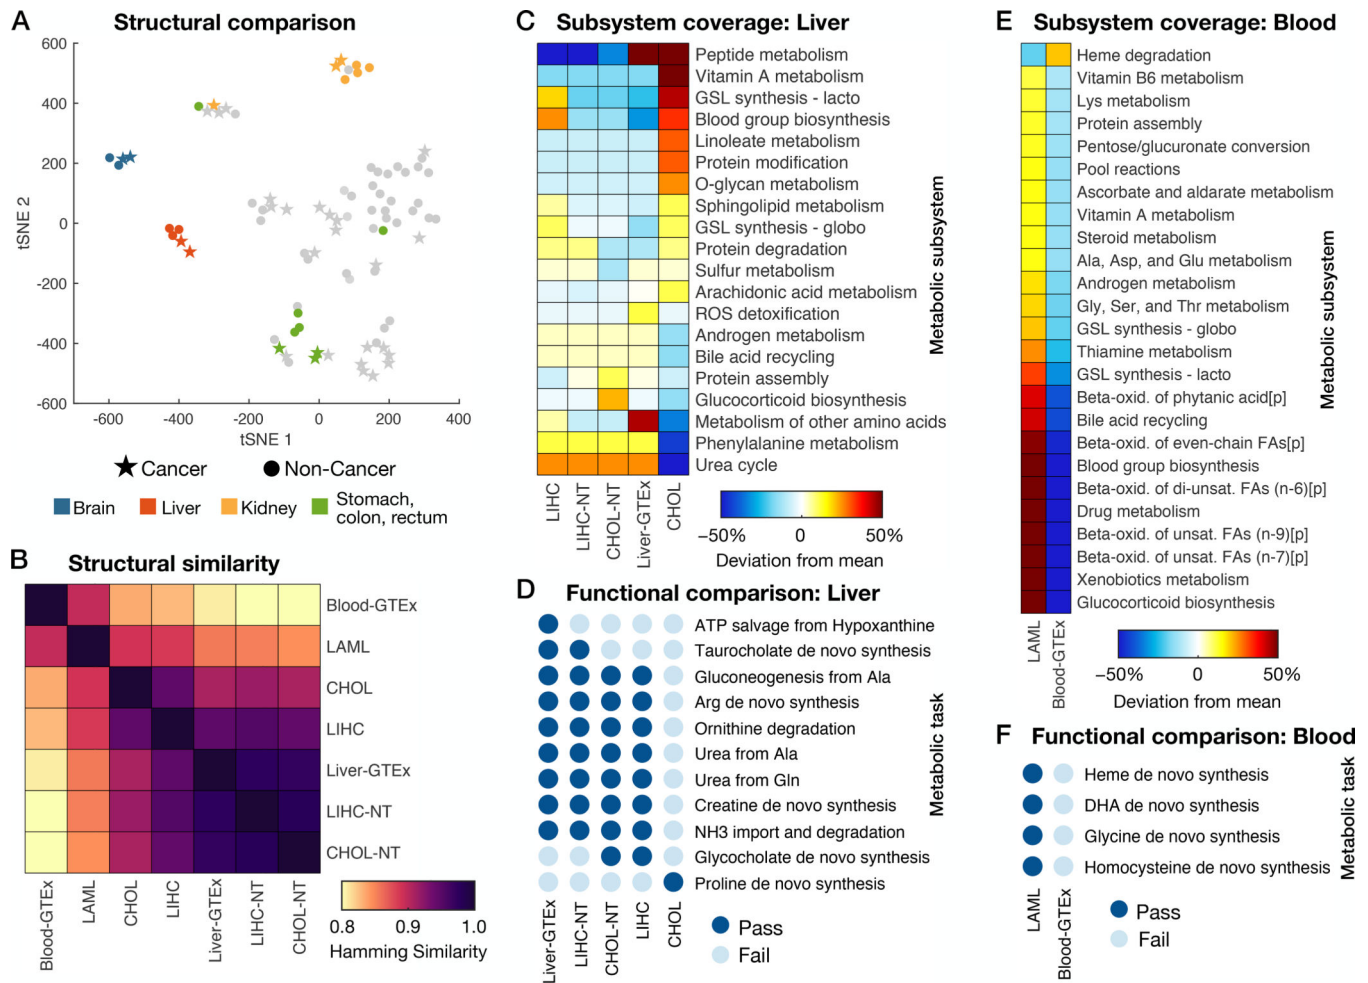 A Structural comparison
600
400
200
0
-200
-400
-600
tSNE 2
-600 -400 -200 0 200 400
tSNE 1
Cancer Non-Cancer
Brain Liver Kidney Stomach,
colon, rectum
B Structural similarity
Blood-GTEx
LAML
CHOL
LIHC
Liver-GTEx
LIHC-NT
CHOL-NT
Blood-GTEx
LAML
CHOL
LIHC
Liver-GTEx
LIHC-NT
CHOL-NT
0.8 0.9 1.0
Hamming Similarity
C Subsystem coverage: Liver
Peptide metabolism
Vitamin A metabolism
GSL synthesis - lacto
Blood group biosynthesis
Linoleate metabolism
Protein modification
O-glycan metabolism
Sphingolipid metabolism
GSL synthesis - globo
Protein degradation
Sulfur metabolism
Arachidonic acid metabolism
ROS detoxification
Androgen metabolism
Bile acid recycling
Protein assembly
Glucocorticoid biosynthesis
Metabolism of other amino acids
Phenylalanine metabolism
Urea cycle
Metabolic subsystem
LIHC
LIHC-NT
CHOL-NT
Liver-GTEx
CHOL
−50% 0 50%
Deviation from mean
D Functional comparison: Liver
ATP salvage from Hypoxanthine
Taurocholate de novo synthesis
Gluconeogenesis from Ala
Arg de novo synthesis
Ornithine degradation
Urea from Ala
Urea from Gln
Creatine de novo synthesis
NH3 import and degradation
Glycocholate de novo synthesis
Proline de novo synthesis
Metabolic task
Liver-GTEx
LIHC-NT
CHOL-NT
LIHC
CHOL
Pass
Fail
E Subsystem coverage: Blood
Heme degradation
Vitamin B6 metabolism
Lys metabolism
Protein assembly
Pentose/glucuronate conversion
Pool reactions
Ascorbate and aldarate metabolism
Vitamin A metabolism
Steroid metabolism
Ala, Asp, and Glu metabolism
Androgen metabolism
Gly, Ser, and Thr metabolism
GSL synthesis - globo
Thiamine metabolism
GSL synthesis - lacto
Beta-oxid. of phytanic acid[p]
Bile acid recycling
Beta-oxid. of even-chain FAs[p]
Blood group biosynthesis
Beta-oxid. of di-unsat. FAs (n-6)[p]
Drug metabolism
Beta-oxid. of unsat. FAs (n-9)[p]
Beta-oxid. of unsat. FAs (n-7)[p]
Xenobiotics metabolism
Glucocorticoid biosynthesis
Metabolic subsystem
LAML
Blood-GTEx
−50% 0 50%
Deviation from mean
F Functional comparison: Blood
Heme de novo synthesis
DHA de novo synthesis
Glycine de novo synthesis
Homocysteine de novo synthesis
Metabolic task
LAML
Blood-GTEx
Pass
Fail